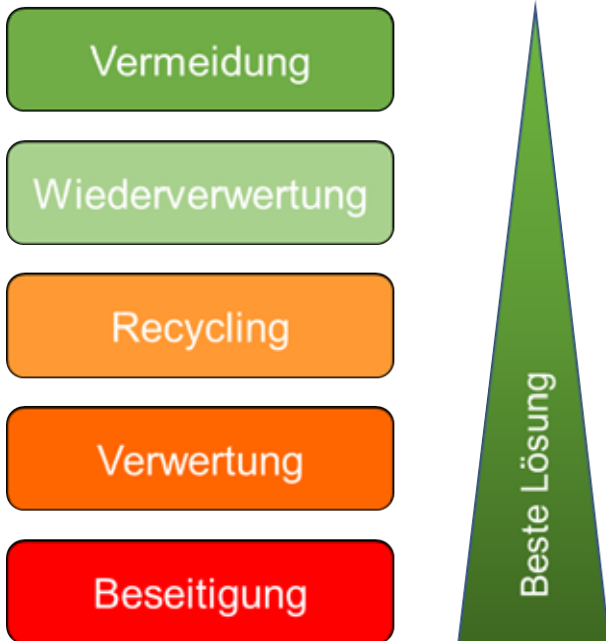 Vermeidung
Wiederverwertung
Recycling
Verwertung
Beseitigung
Beste Lösung